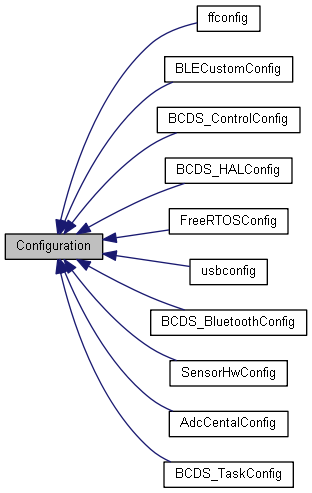 ffconfig
BLECustomConfig
BCDS_ControlConfig
BCDS_HALConfig
FreeRTOSConfig
Configuration
usbconfig
BCDS_BluetoothConfig
SensorHwConfig
AdcCentalConfig
BCDS_TaskConfig